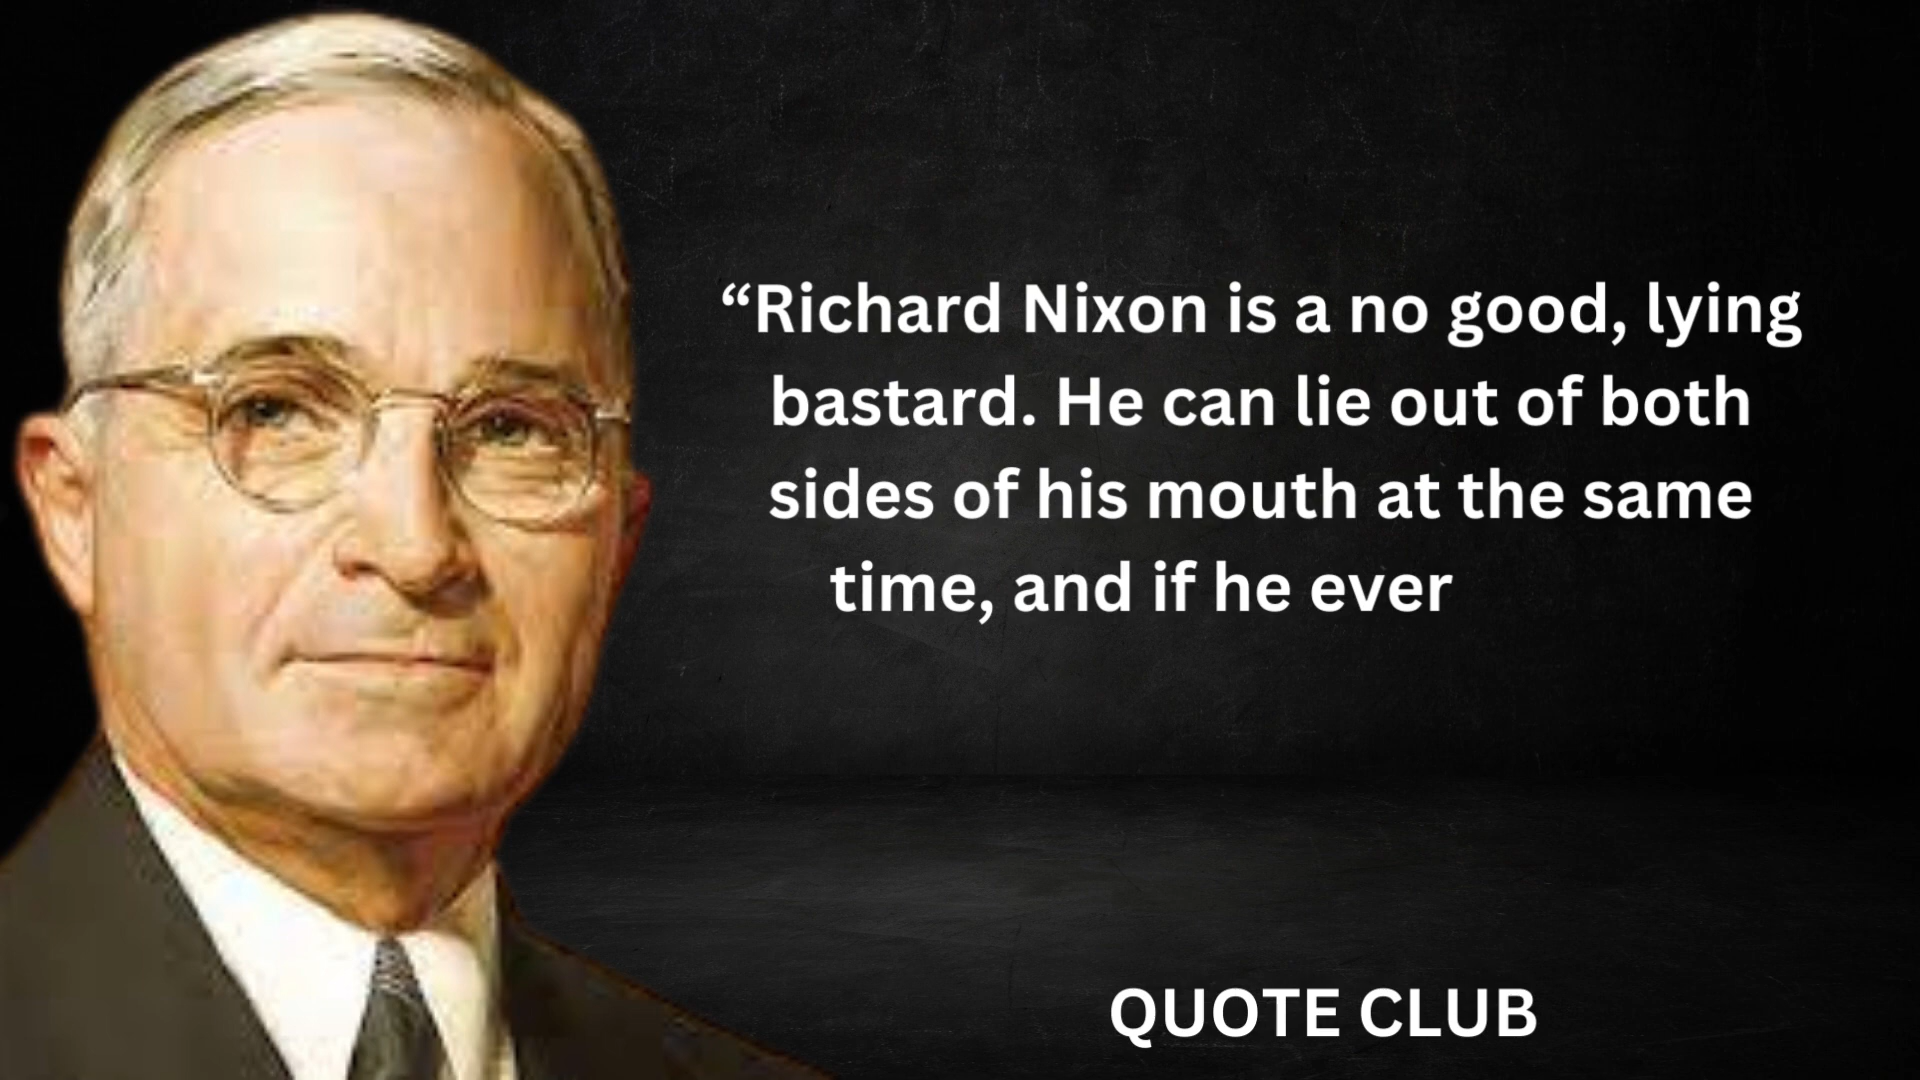 “Richard Nixon is a no good, lying
bastard. He can lie out of both
sides of his mouth at the same
time, and if he ever
QUOTE CLUB